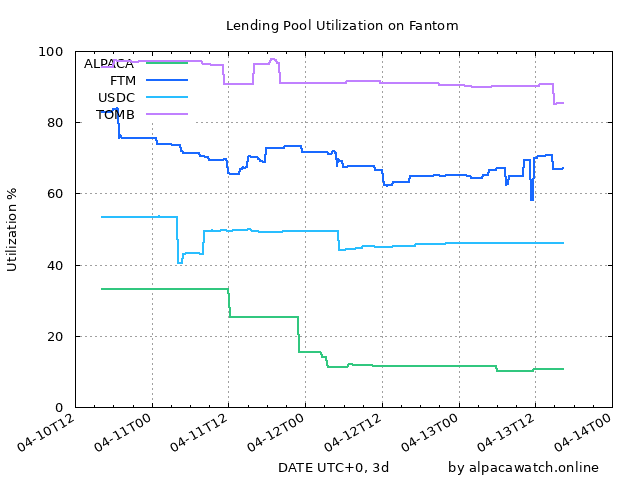 Lending Pool Utilization on Fantom
100
80
60
40
20
0
Utilization %
ALPACA
FTM
USDC
TOMB
04-10T12
04-11T00
04-11T12
04-12T00
04-12T12
04-13T00
04-13T12
04-14T00
DATE UTC+0, 3d
by alpacawatch.online